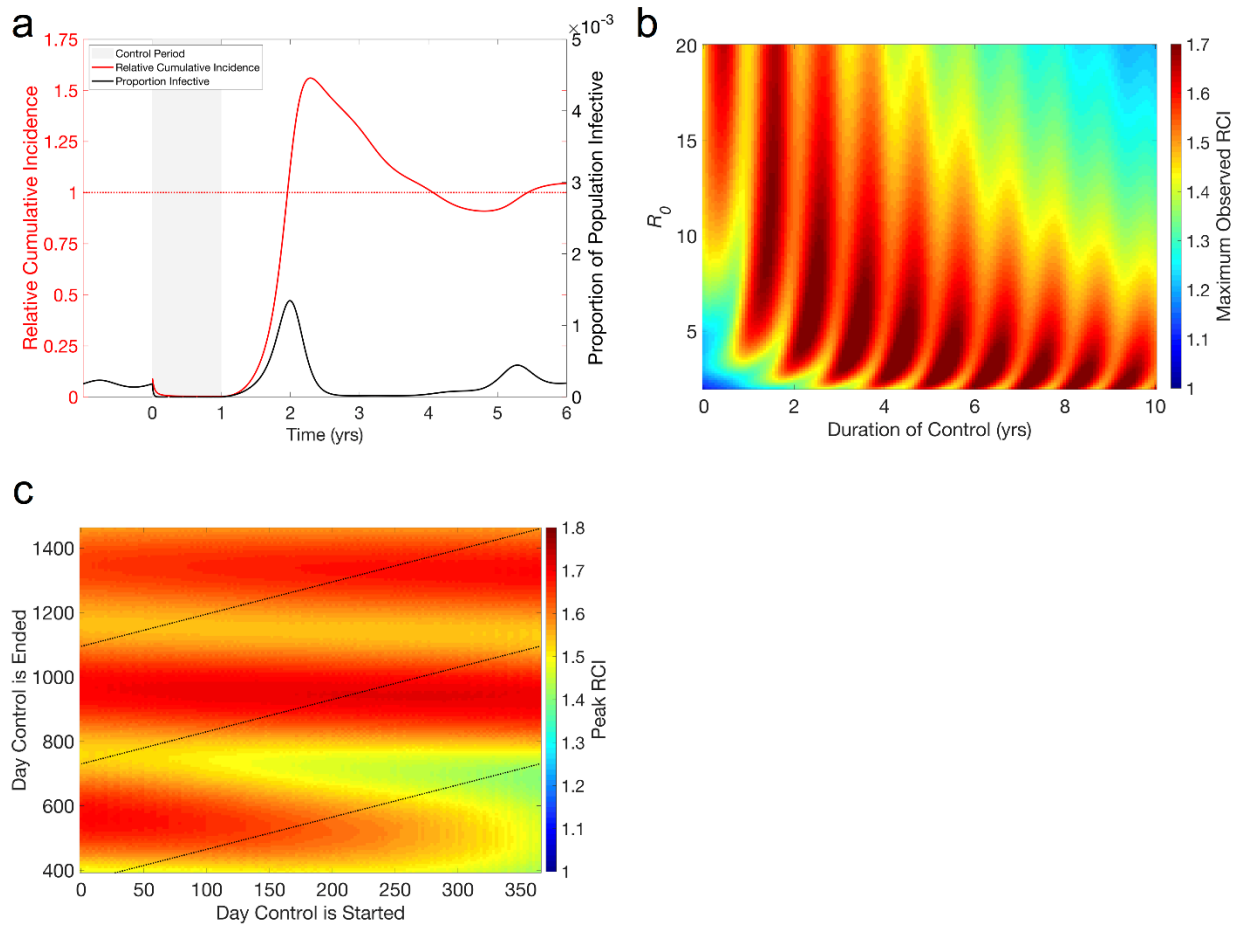 a
×10⁻³
1.75
1.5
1.25
1
0.75
0.5
0.25
0
Relative Cumulative Incidence
Control Period
Relative Cumulative Incidence
Proportion Infective
5
4
3
2
1
0
Proportion of Population Infective
0 1 2 3 4 5 6
Time (yrs)
b
20
15
10
5
R0
0 2 4 6 8 10
Duration of Control (yrs)
1.7
1.6
1.5
1.4
1.3
1.2
1.1
1
Maximum Observed RCI
c
1400
1200
1000
800
600
400
Day Control is Ended
0 50 100 150 200 250 300 350
Day Control is Started
1.8
1.7
1.6
1.5
1.4
1.3
1.2
1.1
1
Peak RCI